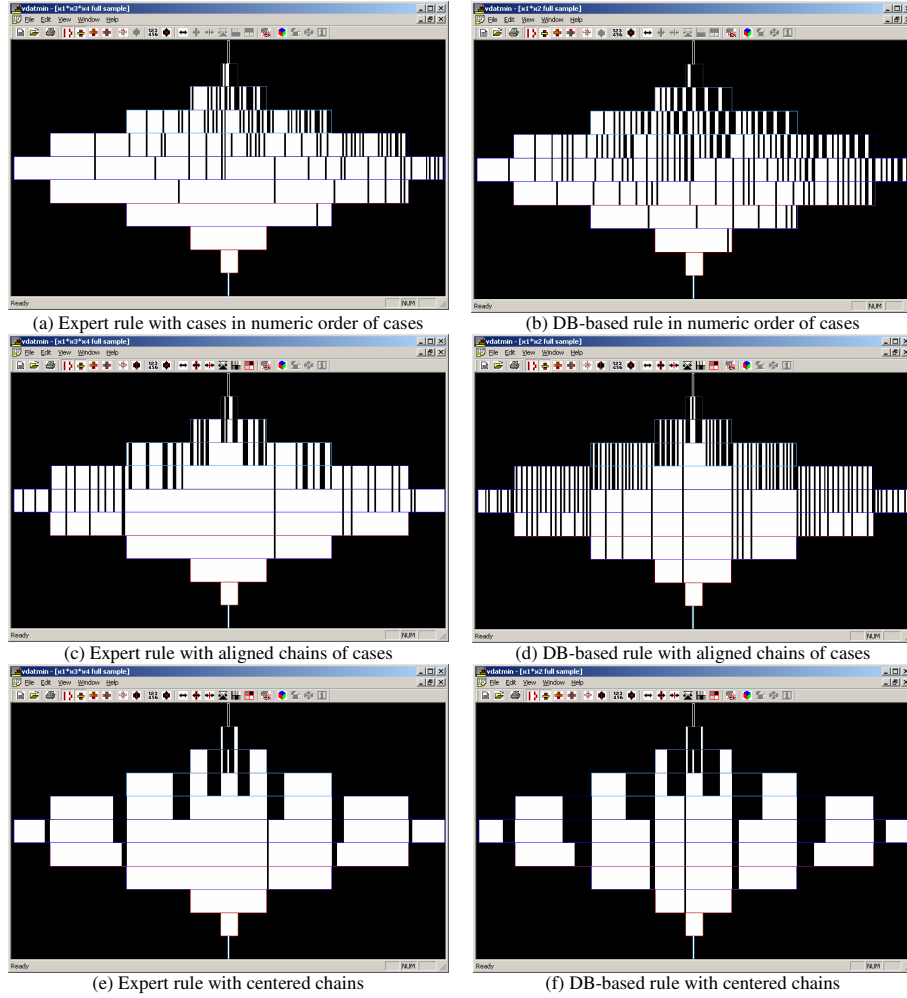 vdatmin - [x1*x3*x4 full sample]
File Edit View Window Help
Ready NUM
vdatmin - [x1*x2 full sample]
File Edit View Window Help
Ready NUM
(a) Expert rule with cases in numeric order of cases
(b) DB-based rule in numeric order of cases
vdatmin - [x1*x3*x4 full sample]
File Edit View Window Help
Ready NUM
vdatmin - [x1*x2 full sample]
File Edit View Window Help
Ready NUM
(c) Expert rule with aligned chains of cases
(d) DB-based rule with aligned chains of cases
vdatmin - [x1*x3*x4 full sample]
File Edit View Window Help
Ready NUM
vdatmin - [x1*x2 full sample]
File Edit View Window Help
Ready NUM
(e) Expert rule with centered chains
(f) DB-based rule with centered chains